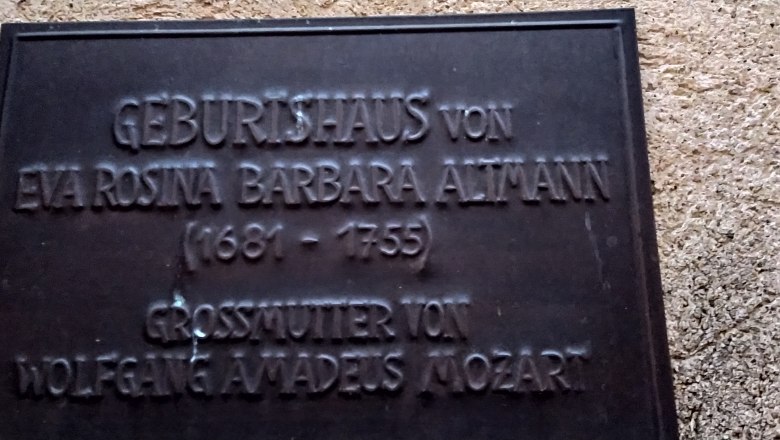 GEBURTSHAUS VON
EVA ROSINA BARBARA ALTMANN
(1681 - 1755)
GROSSMUTTER VON
WOLFGANG AMADEUS MOZART